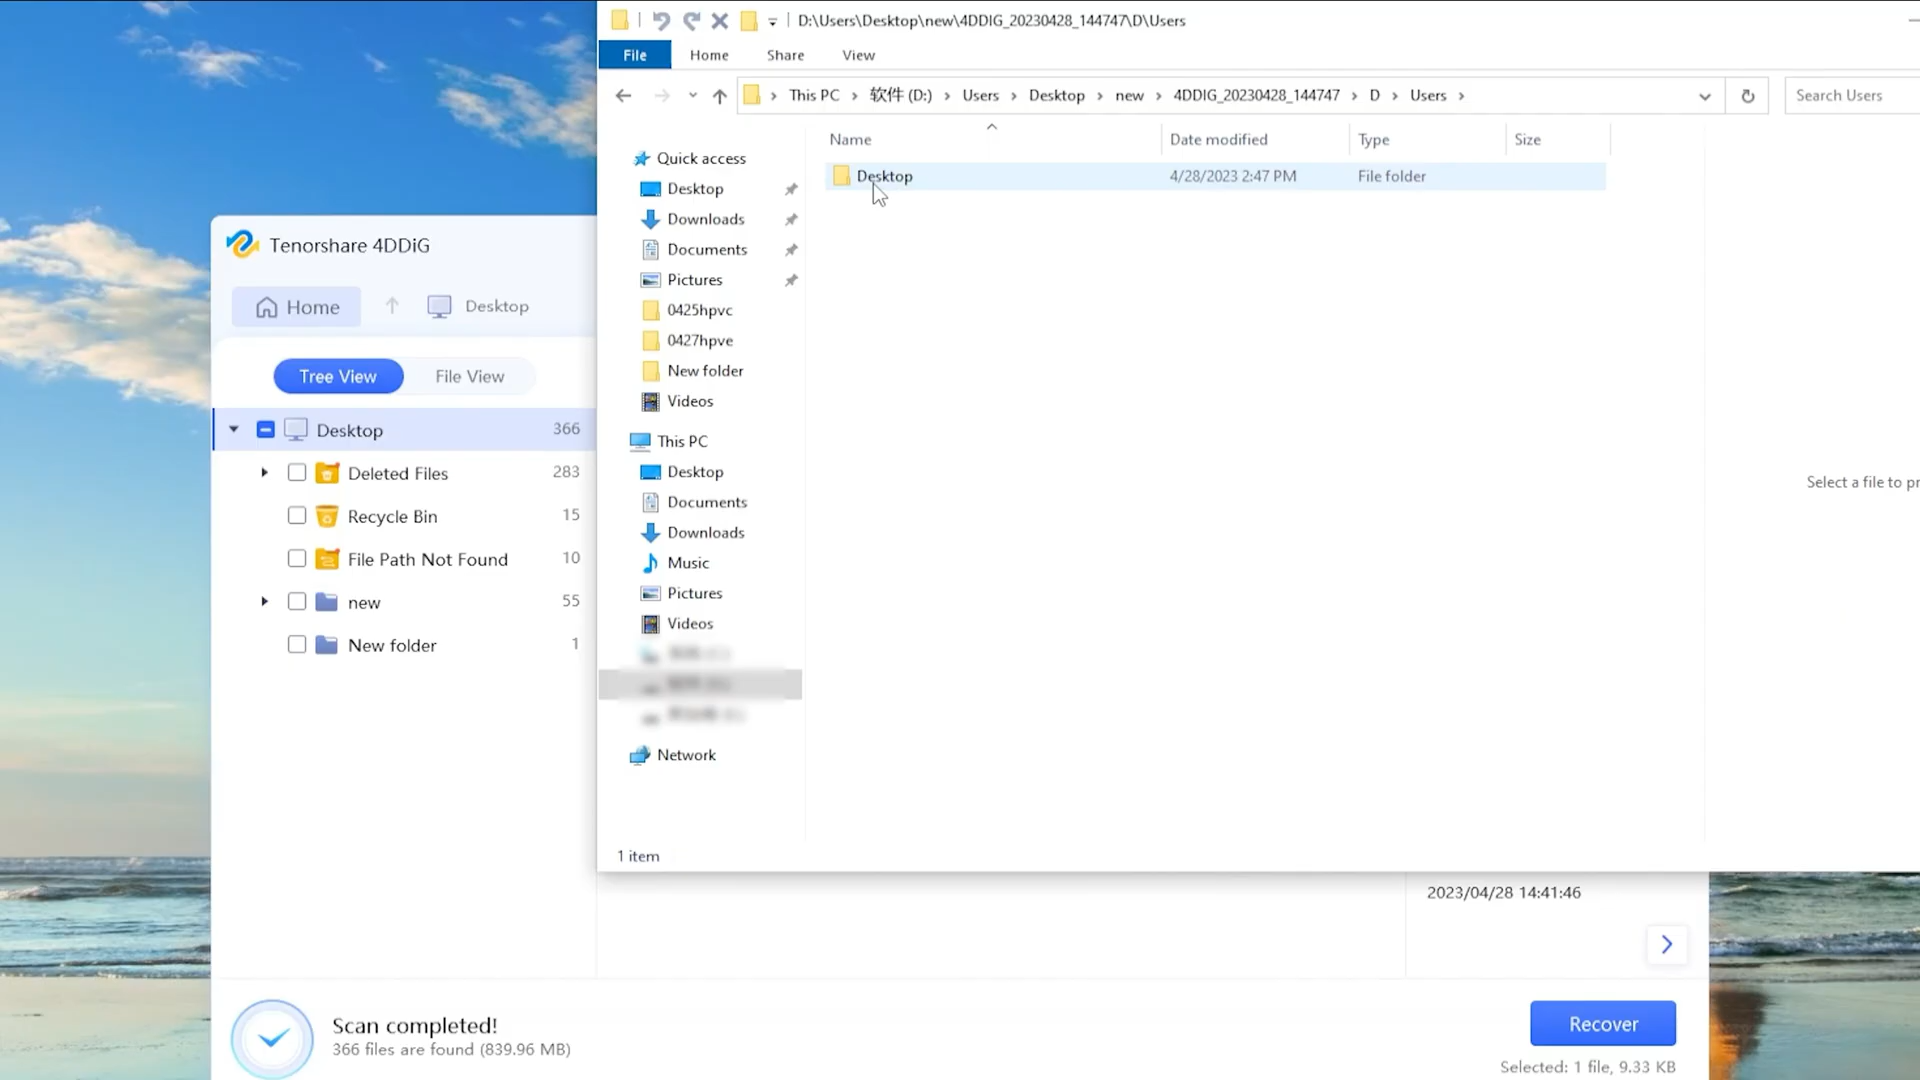 D:\Users\Desktop\new\4DDIG_20230428_144747\D\Users
File
Home
Share
View
This PC
软件 (D:)
Users
Desktop
new
4DDIG_20230428_144747
D
Users
Search Users
Name
Date modified
Type
Size
Desktop
4/28/2023 2:47 PM
File folder
Quick access
Desktop
Downloads
Documents
Pictures
0425hpvc
0427hpve
New folder
Videos
This PC
Desktop
Documents
Downloads
Music
Pictures
Videos
Network
1 item
Select a file to pr
Tenorshare 4DDiG
Home
Desktop
Tree View
File View
Desktop 366
Deleted Files 283
Recycle Bin 15
File Path Not Found 10
new 55
New folder 1
2023/04/28 14:41:46
Scan completed!
366 files are found (839.96 MB)
Recover
Selected: 1 file, 9.33 KB